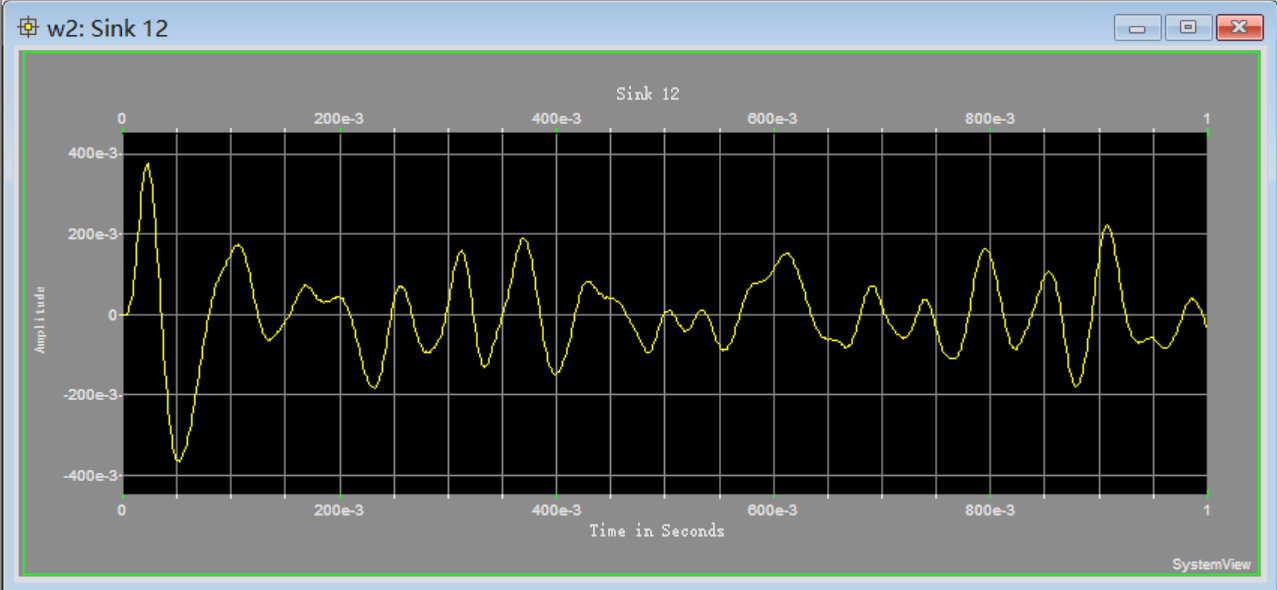 w2: Sink 12
Sink 12
0 200e-3 400e-3 600e-3 800e-3 1
400e-3
200e-3
0
-200e-3
-400e-3
Amplitude
0 200e-3 400e-3 600e-3 800e-3 1
Time in Seconds
SystemView